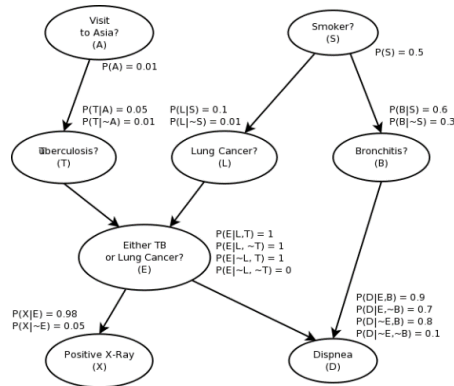 Visit
to Asia?
(A)
Smoker?
(S)
P(A) = 0.01
P(S) = 0.5
P(T|A) = 0.05
P(T|~A) = 0.01
P(L|S) = 0.1
P(L|~S) = 0.01
P(B|S) = 0.6
P(B|~S) = 0.3
Tuberculosis?
(T)
Lung Cancer?
(L)
Bronchitis?
(B)
Either TB
or Lung Cancer?
(E)
P(E|L,T) = 1
P(E|L, ~T) = 1
P(E|~L, T) = 1
P(E|~L, ~T) = 0
P(X|E) = 0.98
P(X|~E) = 0.05
P(D|E,B) = 0.9
P(D|E,~B) = 0.7
P(D|~E,B) = 0.8
P(D|~E,~B) = 0.1
Positive X-Ray
(X)
Dispnea
(D)